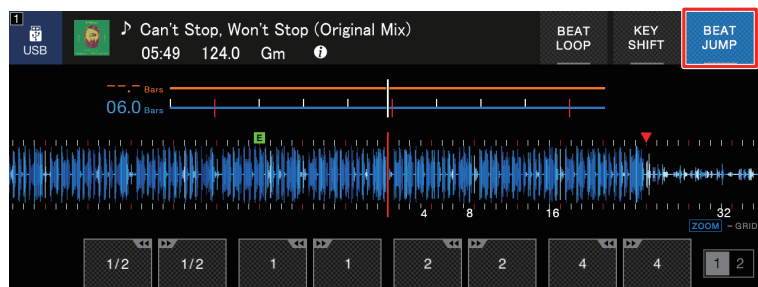 1
USB
♪ Can't Stop, Won't Stop (Original Mix)
05:49 124.0 Gm i
BEAT LOOP
KEY SHIFT
BEAT JUMP
--.- Bars
06.0 Bars
E
4 8 16 32
ZOOM - GRID
1/2 1/2 1 1 2 2 4 4 1 2